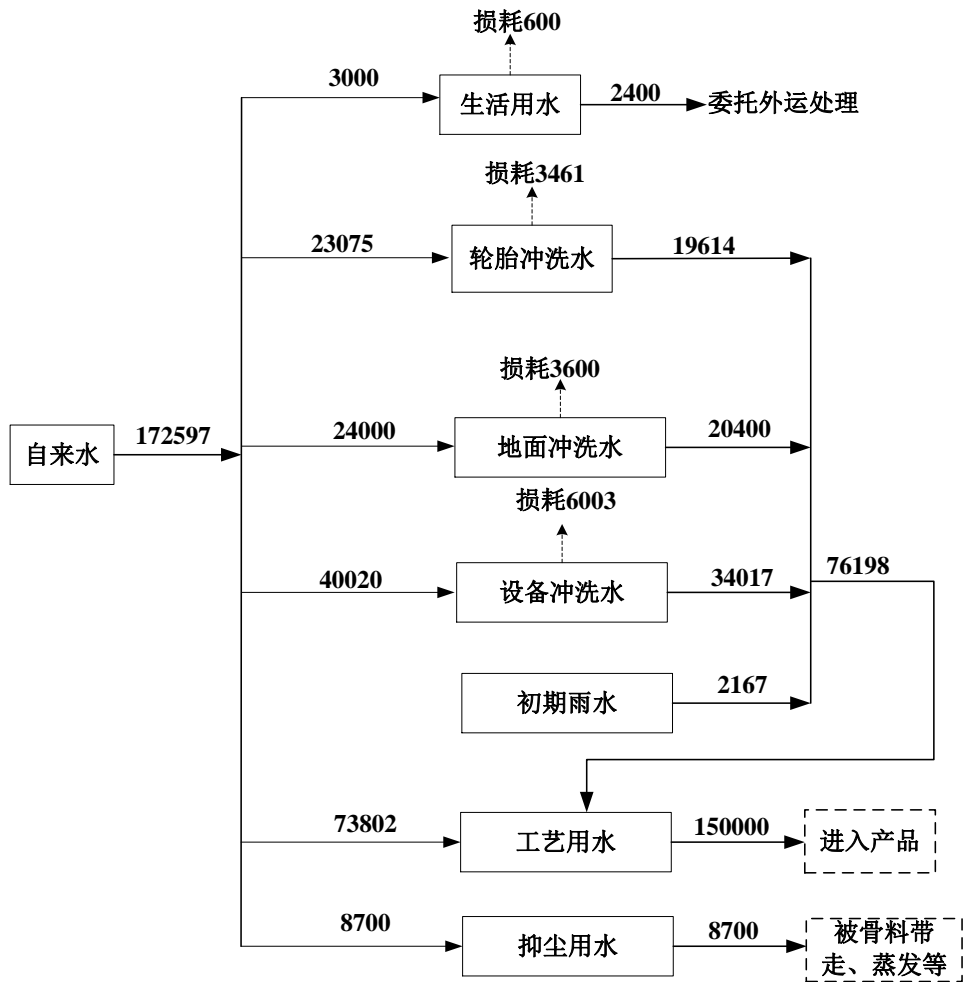 损耗600
3000
生活用水
2400
委托外运处理
损耗3461
23075
轮胎冲洗水
19614
损耗3600
自来水
172597
24000
地面冲洗水
20400
损耗6003
40020
设备冲洗水
34017
76198
初期雨水
2167
73802
工艺用水
150000
进入产品
8700
抑尘用水
8700
被骨料带
走、蒸发等